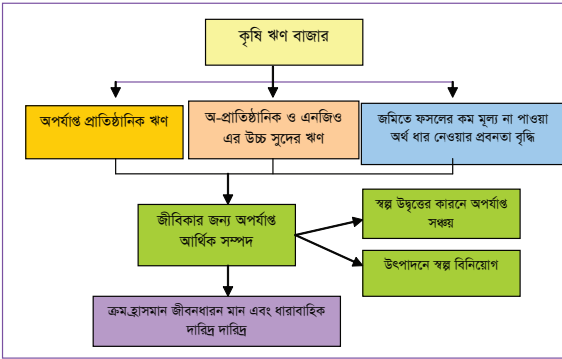 কৃষি ঋণ বাজার
অপর্যাপ্ত প্রাতিষ্ঠানিক ঋণ
অ-প্রাতিষ্ঠানিক ও এনজিও
এর উচ্চ সুদের ঋণ
জমিতে ফসলের কম মূল্য না পাওয়া
অর্থ ধার নেওয়ার প্রবনতা বৃদ্ধি
জীবিকার জন্য অপর্যাপ্ত
আর্থিক সম্পদ
স্বল্প উদ্বৃত্তের কারনে অপর্যাপ্ত
সঞ্চয়
উৎপাদনে স্বল্প বিনিয়োগ
ক্রম.হ্রাসমান জীবনধারন মান এবং ধারাবাহিক
দারিদ্র দারিদ্র